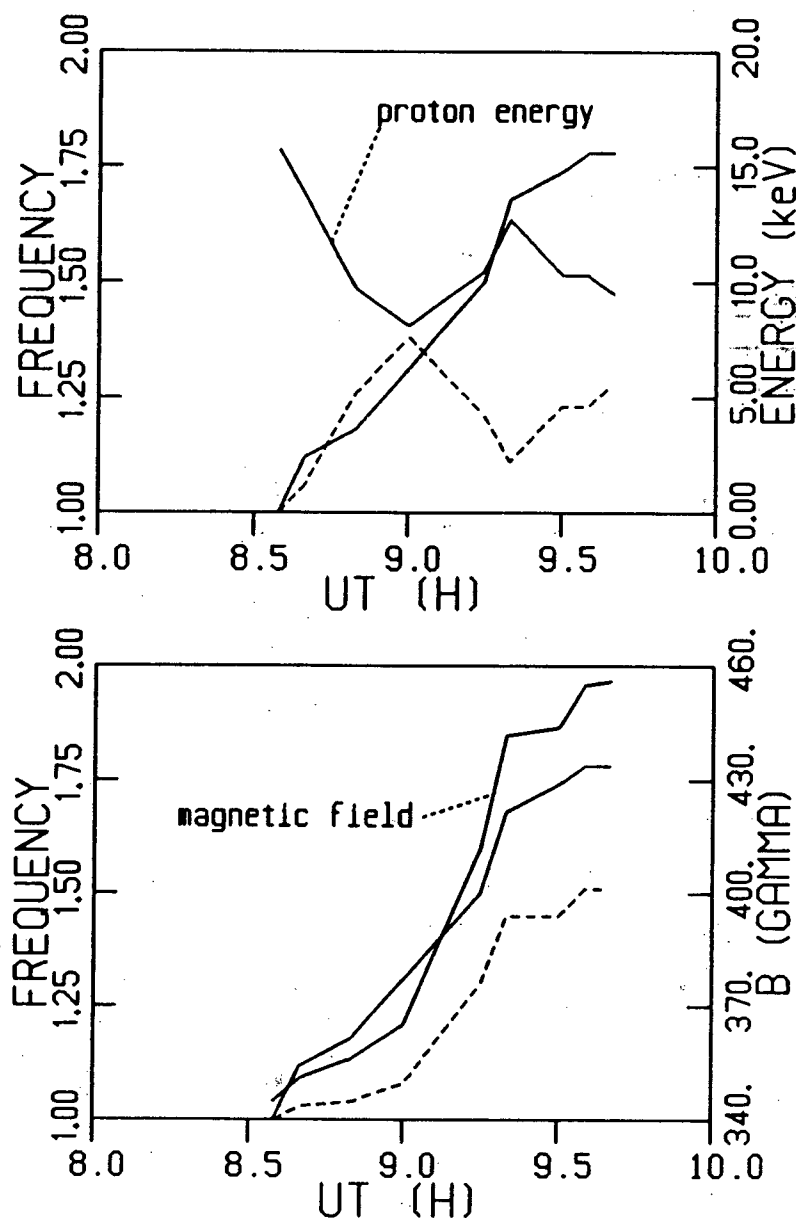 FREQUENCY
1.00 1.25 1.50 1.75 2.00
proton energy
0.00 5.00 10.0 15.0 20.0
ENERGY (keV)
8.0 8.5 9.0 9.5 10.0
UT (H)
FREQUENCY
1.00 1.25 1.50 1.75 2.00
magnetic field
340. 370. 400. 430. 460.
B (GAMMA)
8.0 8.5 9.0 9.5 10.0
UT (H)